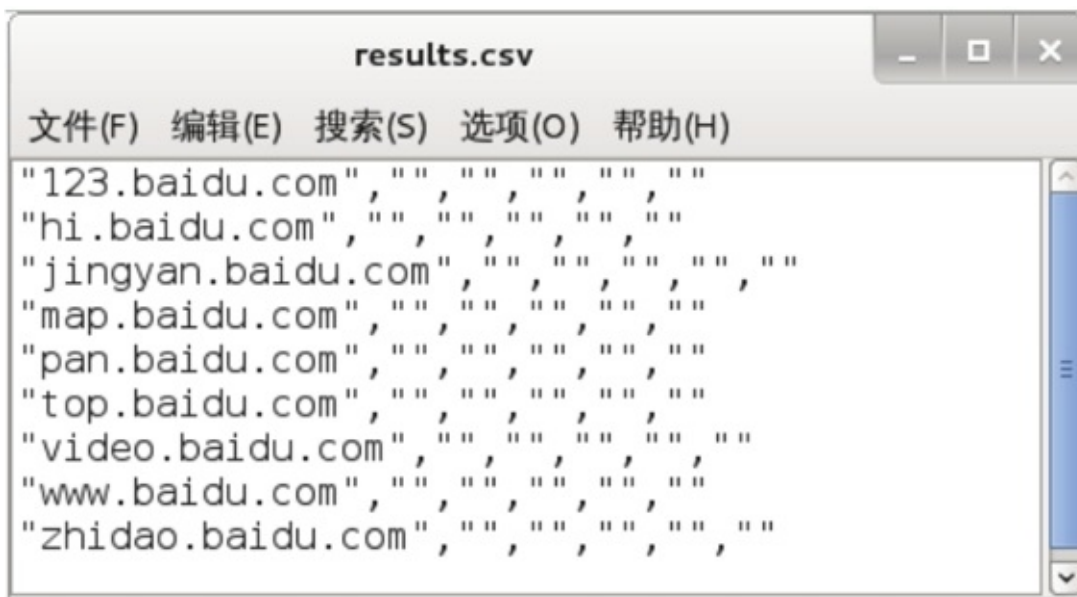 results.csv
文件(F) 编辑(E) 搜索(S) 选项(O) 帮助(H)
"123.baidu.com","","","","",""
"hi.baidu.com","","","","",""
"jingyan.baidu.com","","","","",""
"map.baidu.com","","","","",""
"pan.baidu.com","","","","",""
"top.baidu.com","","","","",""
"video.baidu.com","","","","",""
"www.baidu.com","","","","",""
"zhidao.baidu.com","","","","",""